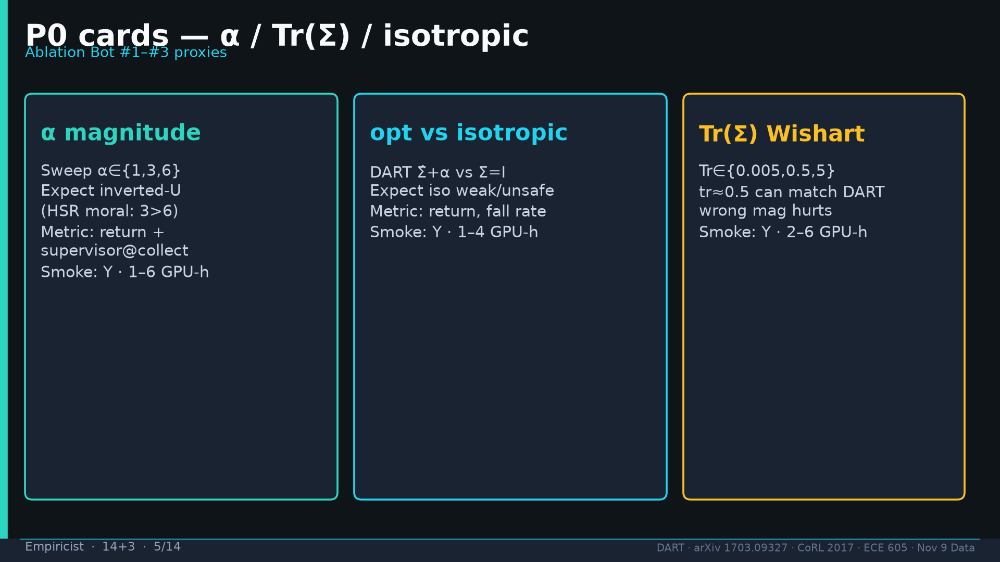 P0 cards — α / Tr(Σ) / isotropic
Ablation Bot #1–#3 proxies
α magnitude
Sweep α∈{1,3,6}
Expect inverted-U
(HSR moral: 3>6)
Metric: return +
supervisor@collect
Smoke: Y · 1–6 GPU-h
opt vs isotropic
DART Σ̂+α vs Σ=I
Expect iso weak/unsafe
Metric: return, fall rate
Smoke: Y · 1–4 GPU-h
Tr(Σ) Wishart
Tr∈{0.005,0.5,5}
tr≈0.5 can match DART
wrong mag hurts
Smoke: Y · 2–6 GPU-h
Empiricist · 14+3 · 5/14
DART · arXiv 1703.09327 · CoRL 2017 · ECE 605 · Nov 9 Data